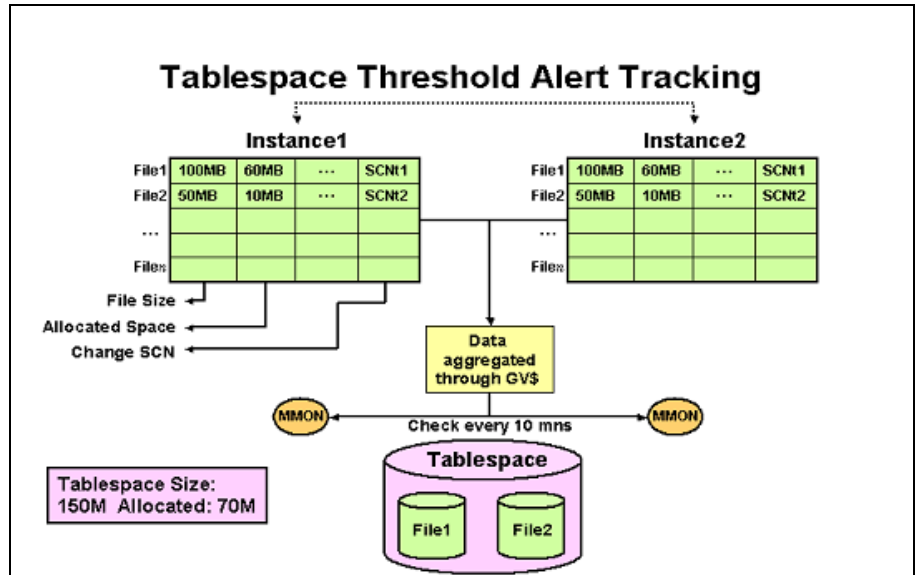 Tablespace Threshold Alert Tracking
Instance1
Instance2
File1 100MB 60MB ... SCNt1
File2 50MB 10MB ... SCNt2
...
Filen
File1 100MB 60MB ... SCNt1
File2 50MB 10MB ... SCNt2
...
Filen
File Size
Allocated Space
Change SCN
Data
aggregated
through GV$
MMON
MMON
Check every 10 mns
Tablespace
File1
File2
Tablespace Size:
150M Allocated: 70M